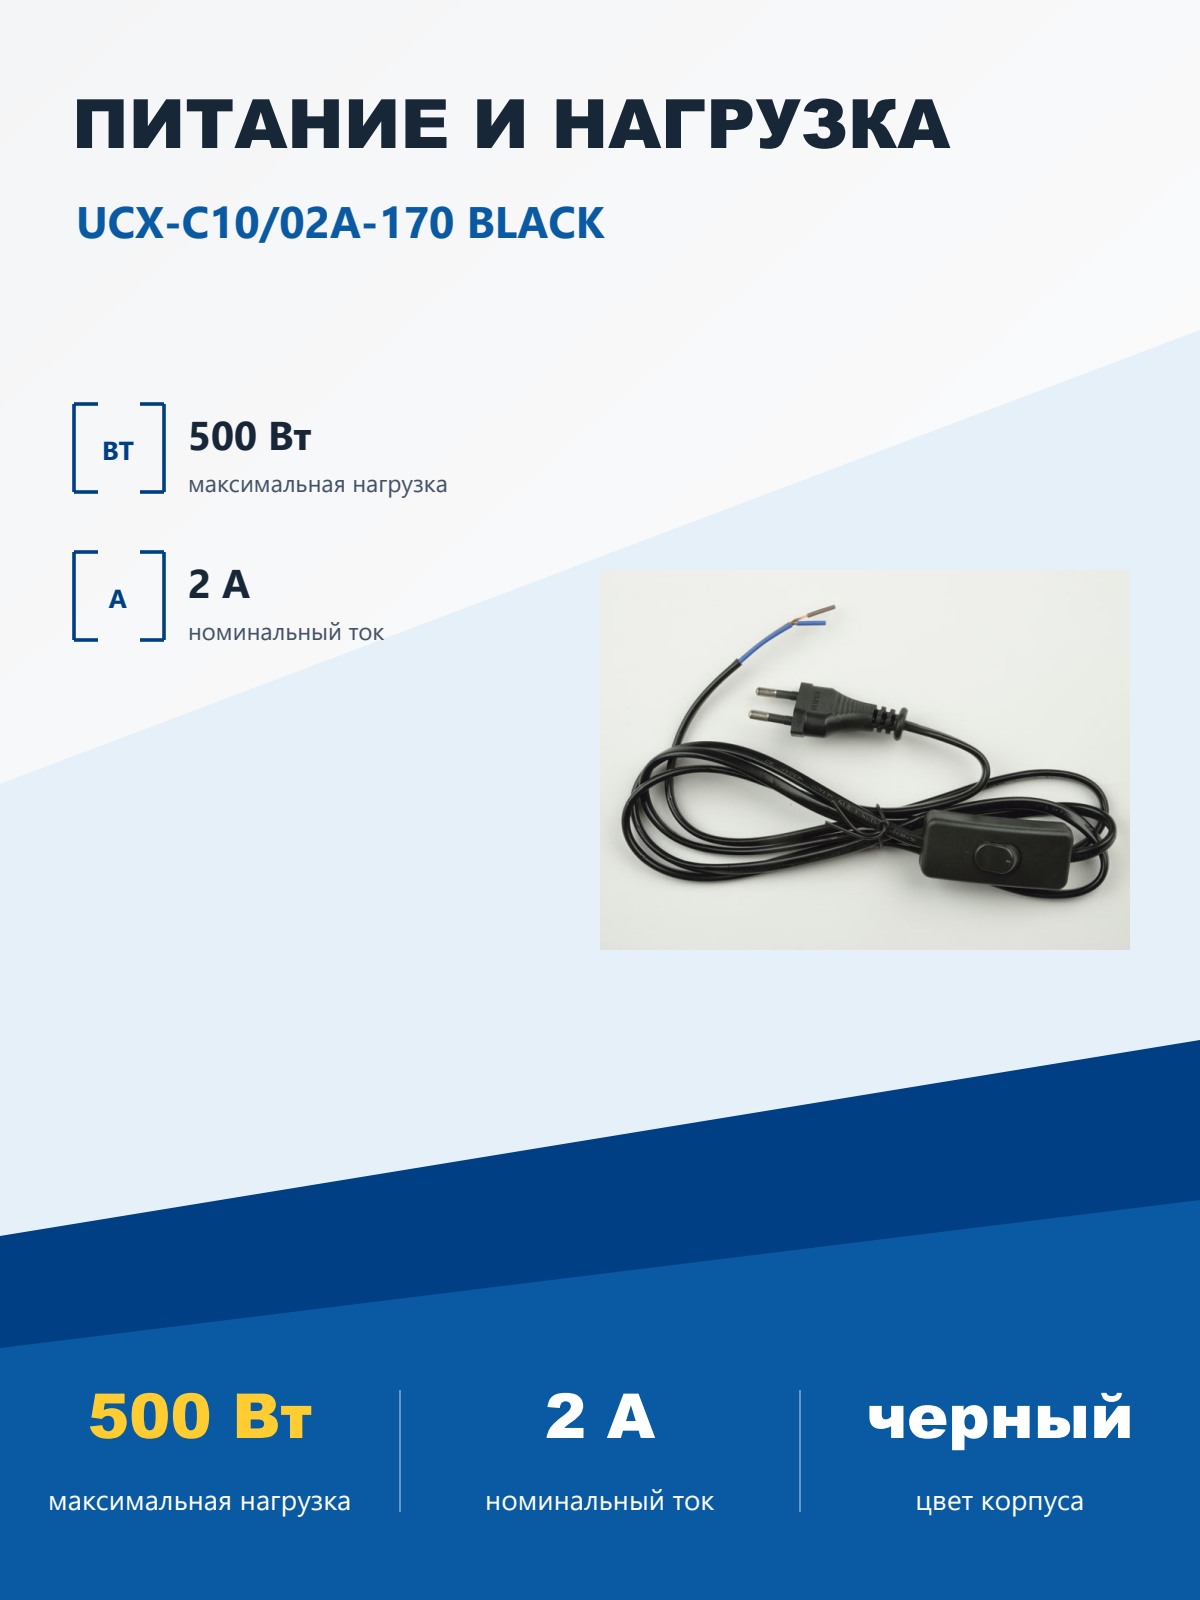 ПИТАНИЕ И НАГРУЗКА
UCX-C10/02A-170 BLACK
ВТ
500 Вт
максимальная нагрузка
А
2 А
номинальный ток
500 Вт
максимальная нагрузка
2 А
номинальный ток
черный
цвет корпуса